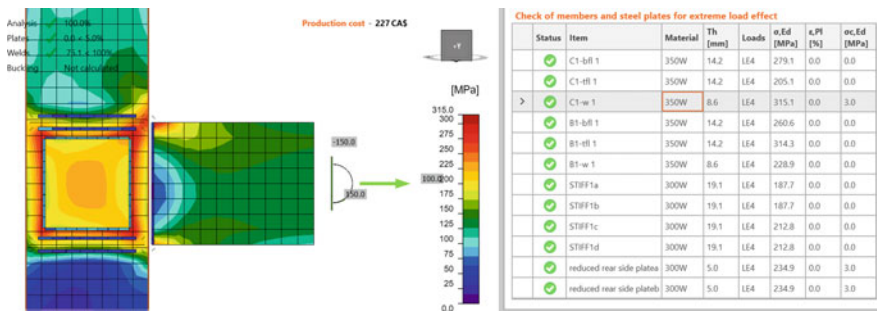 Production cost - 227 CA$
Analysis 100.0%
Plates 0.0 < 5.0%
Welds 75.1 < 100%
Buckling Not calculated
+Y
[MPa]
315.0
300
275
250
225
200
175
150
125
100
75
50
25
0.0
-150.0
150.0
100.0
Check of members and steel plates for extreme load effect
Status Item Material Th [mm] Loads σ,Ed [MPa] ε,Pl [%] σc,Ed [MPa]
C1-bfl 1 350W 14.2 LE4 279.1 0.0 0.0
C1-tfl 1 350W 14.2 LE4 205.1 0.0 0.0
> C1-w 1 350W 8.6 LE4 315.1 0.0 3.0
B1-bfl 1 350W 14.2 LE4 260.6 0.0 0.0
B1-tfl 1 350W 14.2 LE4 314.3 0.0 0.0
B1-w 1 350W 8.6 LE4 228.9 0.0 0.0
STIFF1a 300W 19.1 LE4 187.7 0.0 0.0
STIFF1b 300W 19.1 LE4 187.7 0.0 0.0
STIFF1c 300W 19.1 LE4 212.8 0.0 0.0
STIFF1d 300W 19.1 LE4 212.8 0.0 0.0
reduced rear side platea 300W 5.0 LE4 234.9 0.0 3.0
reduced rear side plateb 300W 5.0 LE4 234.9 0.0 3.0